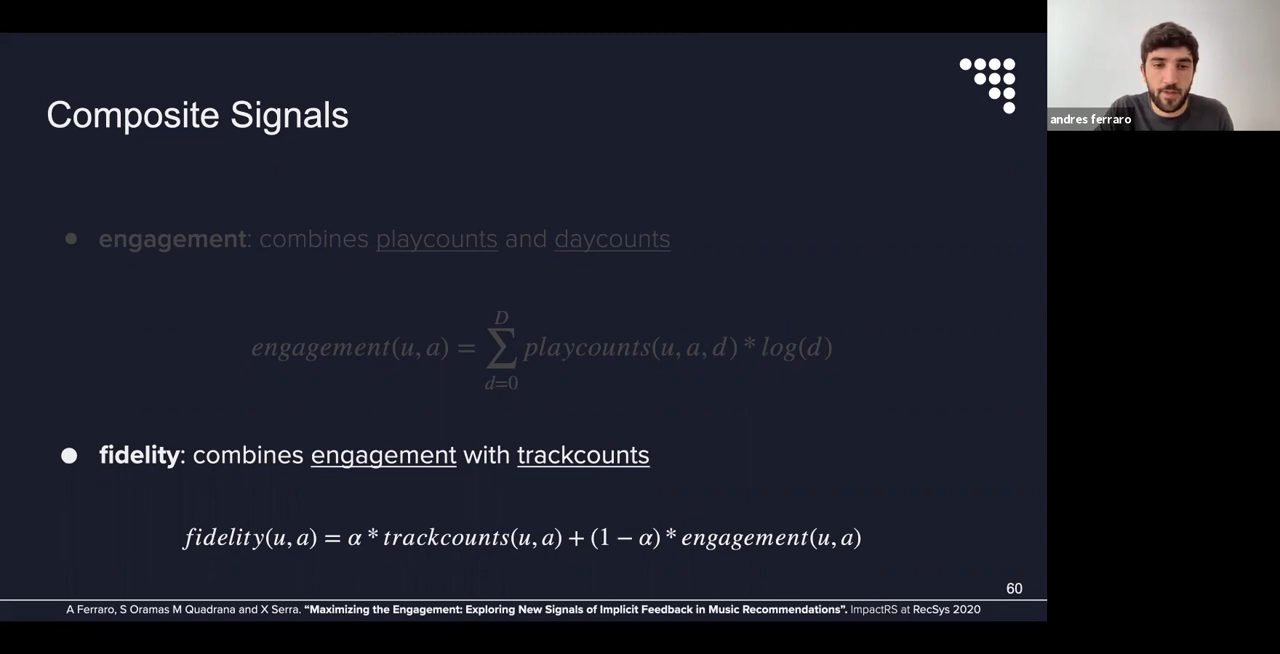 Composite Signals
andres ferraro
● engagement: combines playcounts and daycounts
engagement(u, a) = ∑_{d=0}^{D} playcounts(u, a, d) * log(d)
● fidelity: combines engagement with trackcounts
fidelity(u, a) = α * trackcounts(u, a) + (1 − α) * engagement(u, a)
60
A Ferraro, S Oramas M Quadrana and X Serra. “Maximizing the Engagement: Exploring New Signals of Implicit Feedback in Music Recommendations”. ImpactRS at RecSys 2020